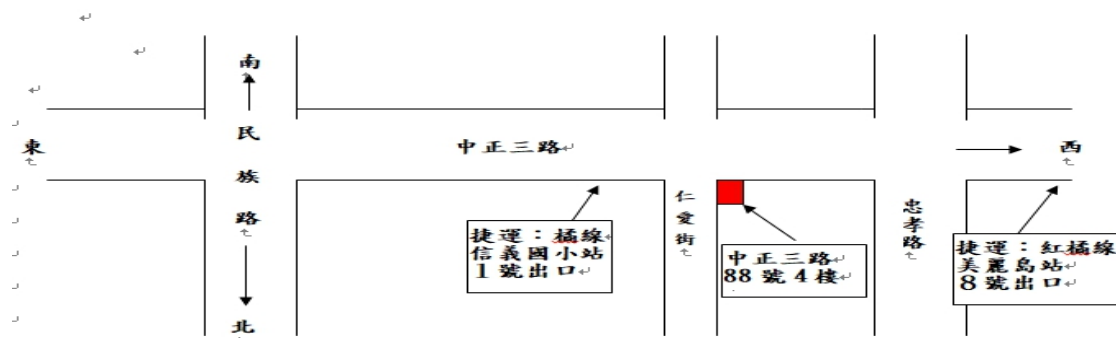 南
民族路
東
中正三路
西
仁愛街
忠孝路
捷運：橘線
信義國小站
1號出口
中正三路
88號4樓
捷運：紅橘線
美麗島站
8號出口
北